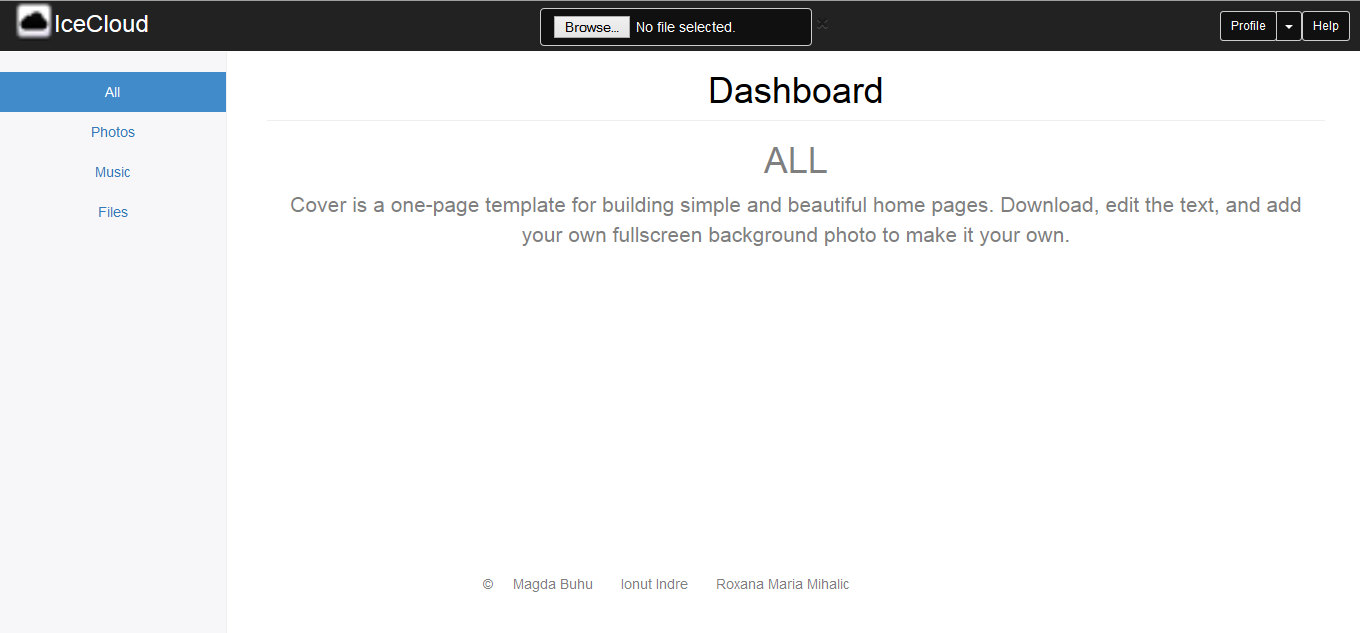 IceCloud
Browse... No file selected.
Profile
Help
All
Photos
Music
Files
Dashboard
ALL
Cover is a one-page template for building simple and beautiful home pages. Download, edit the text, and add
your own fullscreen background photo to make it your own.
© Magda Buhu Ionut Indre Roxana Maria Mihalic